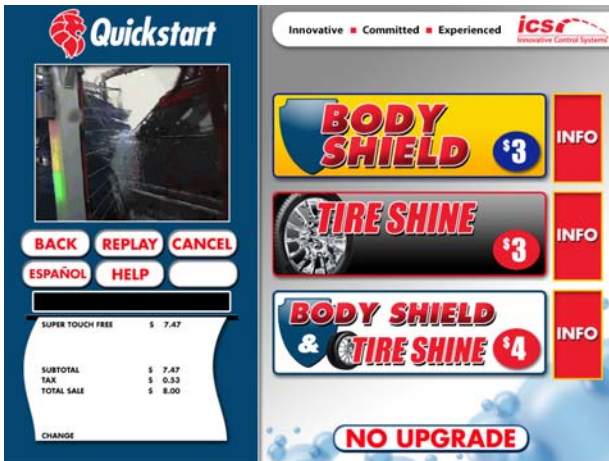 Quickstart
BACK REPLAY CANCEL
ESPAÑOL HELP
SUPER TOUCH FREE $ 7.47
SUBTOTAL $ 7.47
TAX $ 0.53
TOTAL SALE $ 8.00
CHANGE
Innovative ■ Committed ■ Experienced
ics
Innovative Control Systems
BODY
SHIELD $3
INFO
TIRE SHINE
$3
INFO
BODY SHIELD
& TIRE SHINE $4
INFO
NO UPGRADE